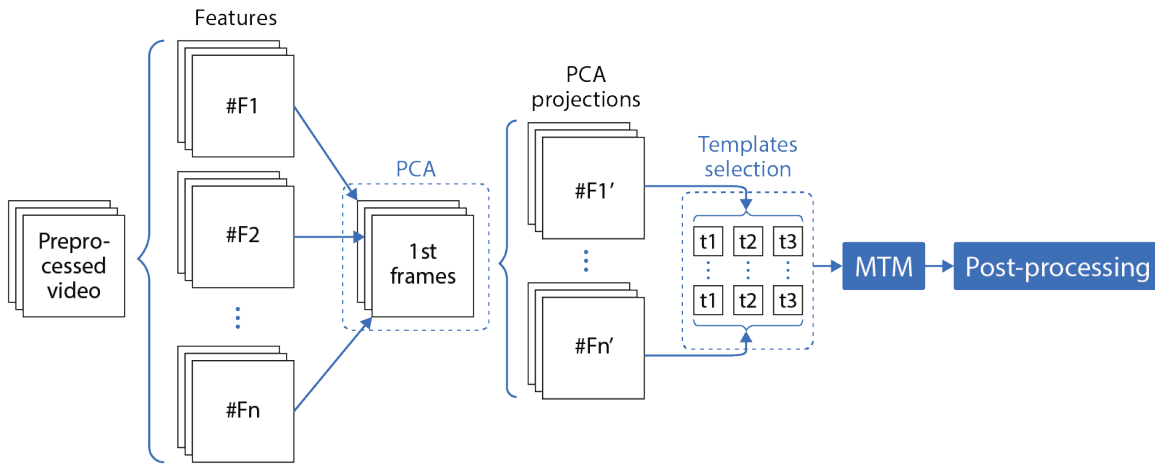 Features
#F1
#F2
#Fn
Prepro-
cessed
video
PCA
1st
frames
PCA
projections
#F1′
#Fn′
Templates
selection
t1 t2 t3
t1 t2 t3
MTM
Post-processing